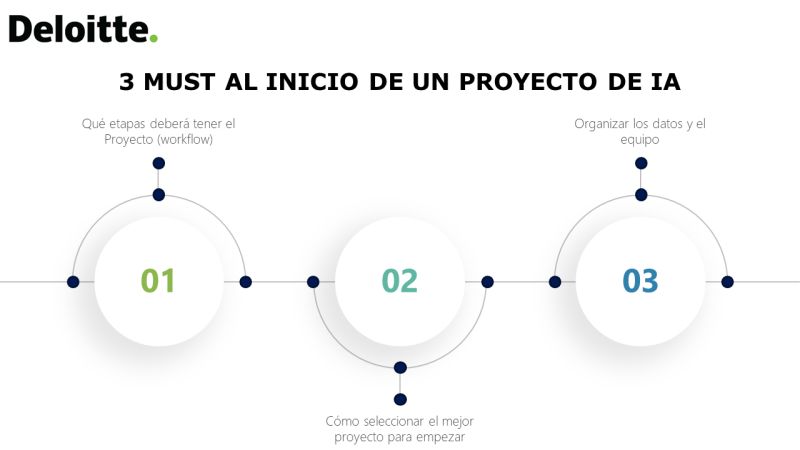 Deloitte.
3 MUST AL INICIO DE UN PROYECTO DE IA
Qué etapas deberá tener el
Proyecto (workflow)
Organizar los datos y el
equipo
01
02
03
Cómo seleccionar el mejor
proyecto para empezar